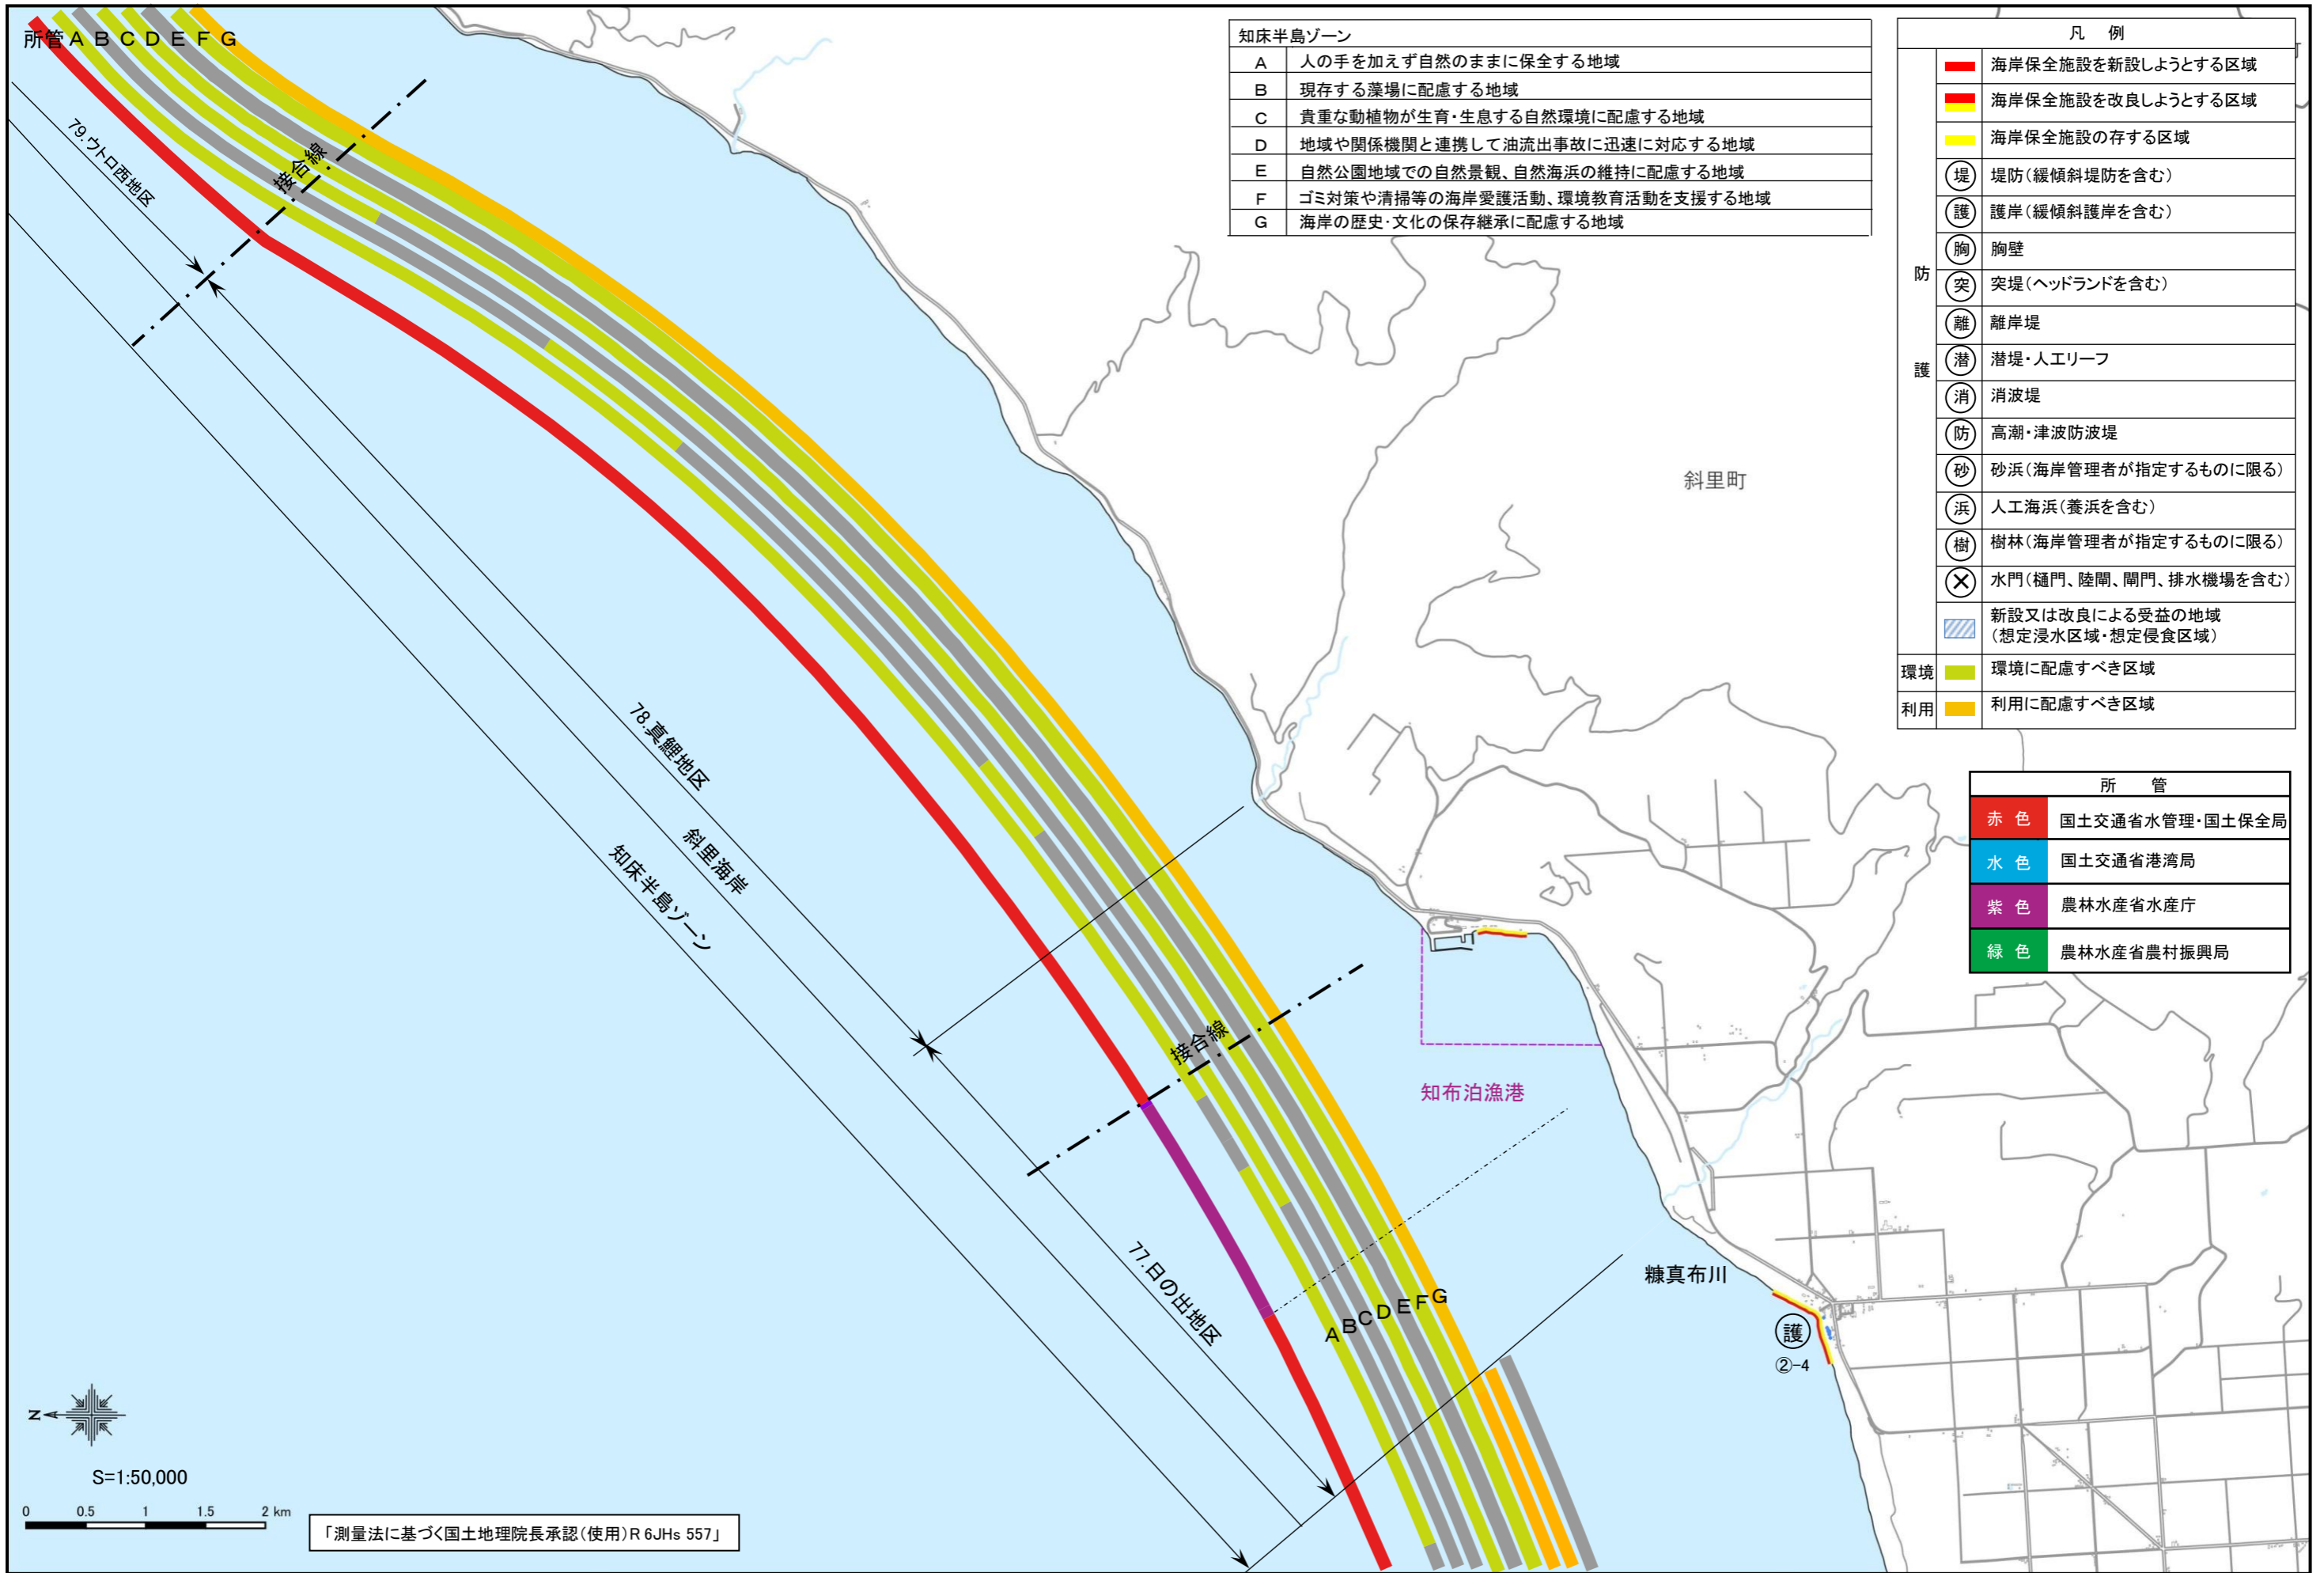 所管 A B C D E F G
知床半島ゾーン
A 人の手を加えず自然のままに保全する地域
B 現存する藻場に配慮する地域
C 貴重な動植物が生育・生息する自然環境に配慮する地域
D 地域や関係機関と連携して油流出事故に迅速に対応する地域
E 自然公園地域での自然景観、自然海浜の維持に配慮する地域
F ゴミ対策や清掃等の海岸愛護活動、環境教育活動を支援する地域
G 海岸の歴史・文化の保存継承に配慮する地域
凡 例
防護
海岸保全施設を新設しようとする区域
海岸保全施設を改良しようとする区域
海岸保全施設の存する区域
堤 堤防(緩傾斜堤防を含む)
護 護岸(緩傾斜護岸を含む)
胸 胸壁
突 突堤(ヘッドランドを含む)
離 離岸堤
潜 潜堤・人工リーフ
消 消波堤
防 高潮・津波防波堤
砂 砂浜(海岸管理者が指定するものに限る)
浜 人工海浜(養浜を含む)
樹 樹林(海岸管理者が指定するものに限る)
水門(樋門、陸閘、閘門、排水機場を含む)
新設又は改良による受益の地域
(想定浸水区域・想定侵食区域)
環境 環境に配慮すべき区域
利用 利用に配慮すべき区域
所 管
赤 色 国土交通省水管理・国土保全局
水 色 国土交通省港湾局
紫 色 農林水産省水産庁
緑 色 農林水産省農村振興局
79.ウトロ西地区
接合線
斜里町
78.真鯉地区
斜里海岸
知床半島ゾーン
接合線
知布泊漁港
77.日の出地区
糠真布川
A B C D E F G
護
②-4
N
S=1:50,000
0 0.5 1 1.5 2 km
「測量法に基づく国土地理院長承認(使用)R 6JHs 557」